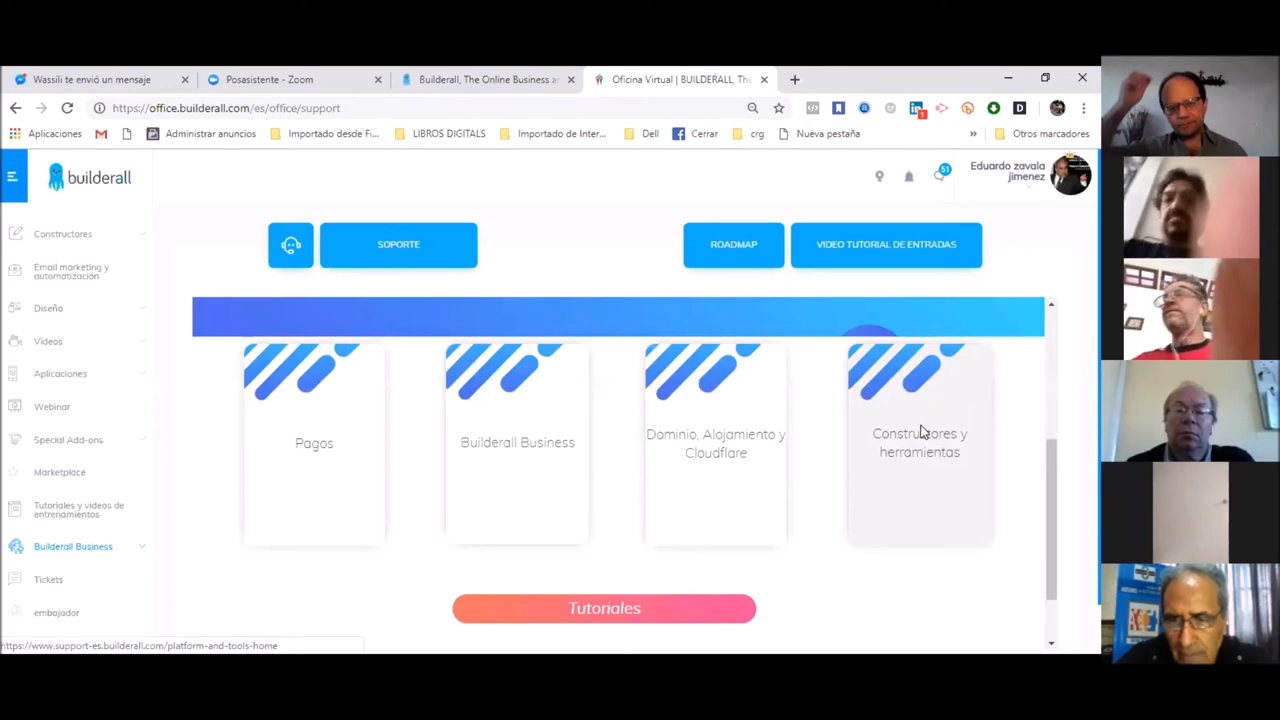 Wassili te envió un mensaje
Posasistente - Zoom
Builderall, The Online Business ar
Oficina Virtual | BUILDERALL, The
https://office.builderall.com/es/office/support
1
D
Aplicaciones
Administrar anuncios
Importado desde Fi...
LIBROS DIGITALS
Importado de Inter...
Dell
Cerrar
crg
Nueva pestaña
»
Otros marcadores
builderall
51
Eduardo zavala
jimenez
Constructores
Email marketing y
automatización
Diseño
Videos
Aplicaciones
Webinar
Special Add-ons
Marketplace
Tutoriales y videos de
entrenamientos
Builderall Business
Tickets
embajador
SOPORTE
ROADMAP
VIDEO TUTORIAL DE ENTRADAS
Pagos
Builderall Business
Dominio, Alojamiento y
Cloudflare
Constructores y
herramientas
Tutoriales
https://www.support-es.builderall.com/platform-and-tools-home